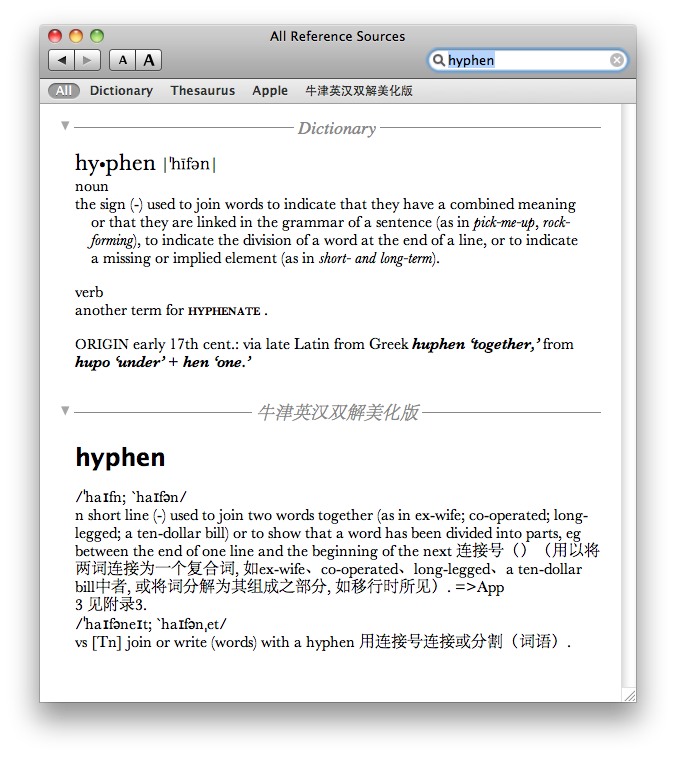 All Reference Sources
A A
hyphen
All Dictionary Thesaurus Apple 牛津英汉双解美化版
Dictionary
hy•phen |ˈhīfən|
noun
the sign (-) used to join words to indicate that they have a combined meaning
or that they are linked in the grammar of a sentence (as in pick-me-up, rock-
forming), to indicate the division of a word at the end of a line, or to indicate
a missing or implied element (as in short- and long-term).
verb
another term for HYPHENATE .
ORIGIN early 17th cent.: via late Latin from Greek huphen ‘together,’ from
hupo ‘under’ + hen ‘one.’
牛津英汉双解美化版
hyphen
/ˈhaɪfn; ˋhaɪfən/
n short line (-) used to join two words together (as in ex-wife; co-operated; long-
legged; a ten-dollar bill) or to show that a word has been divided into parts, eg
between the end of one line and the beginning of the next 连接号（）（用以将
两词连接为一个复合词, 如ex-wife、co-operated、long-legged、a ten-dollar
bill中者, 或将词分解为其组成之部分, 如移行时所见）. =>App
3 见附录3.
/ˈhaɪfəneɪt; ˋhaɪfənˏet/
vs [Tn] join or write (words) with a hyphen 用连接号连接或分割（词语）.